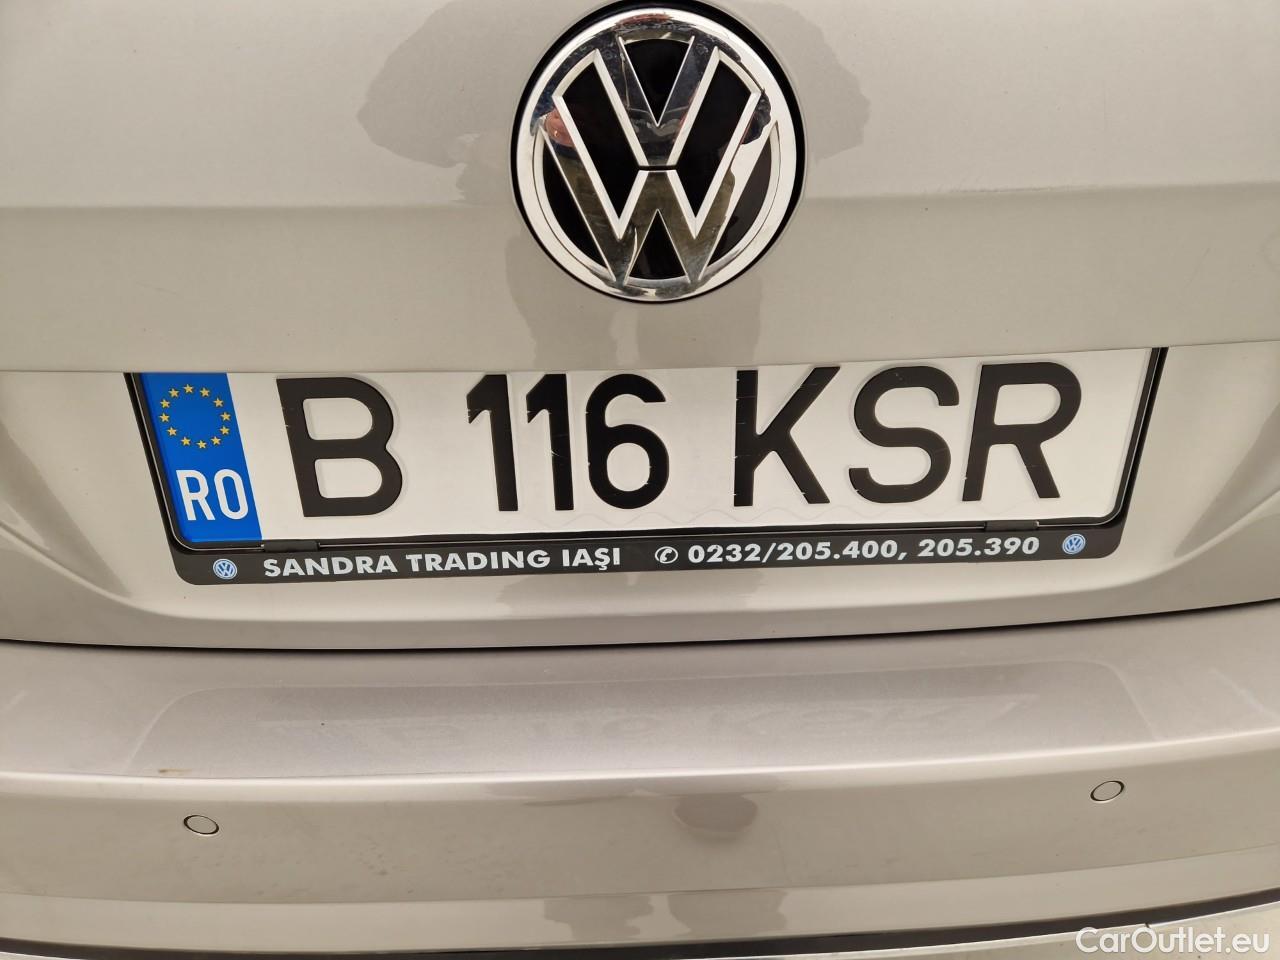 RO B 116 KSR
SANDRA TRADING IAŞI ✆ 0232/205.400, 205.390
CarOutlet.eu